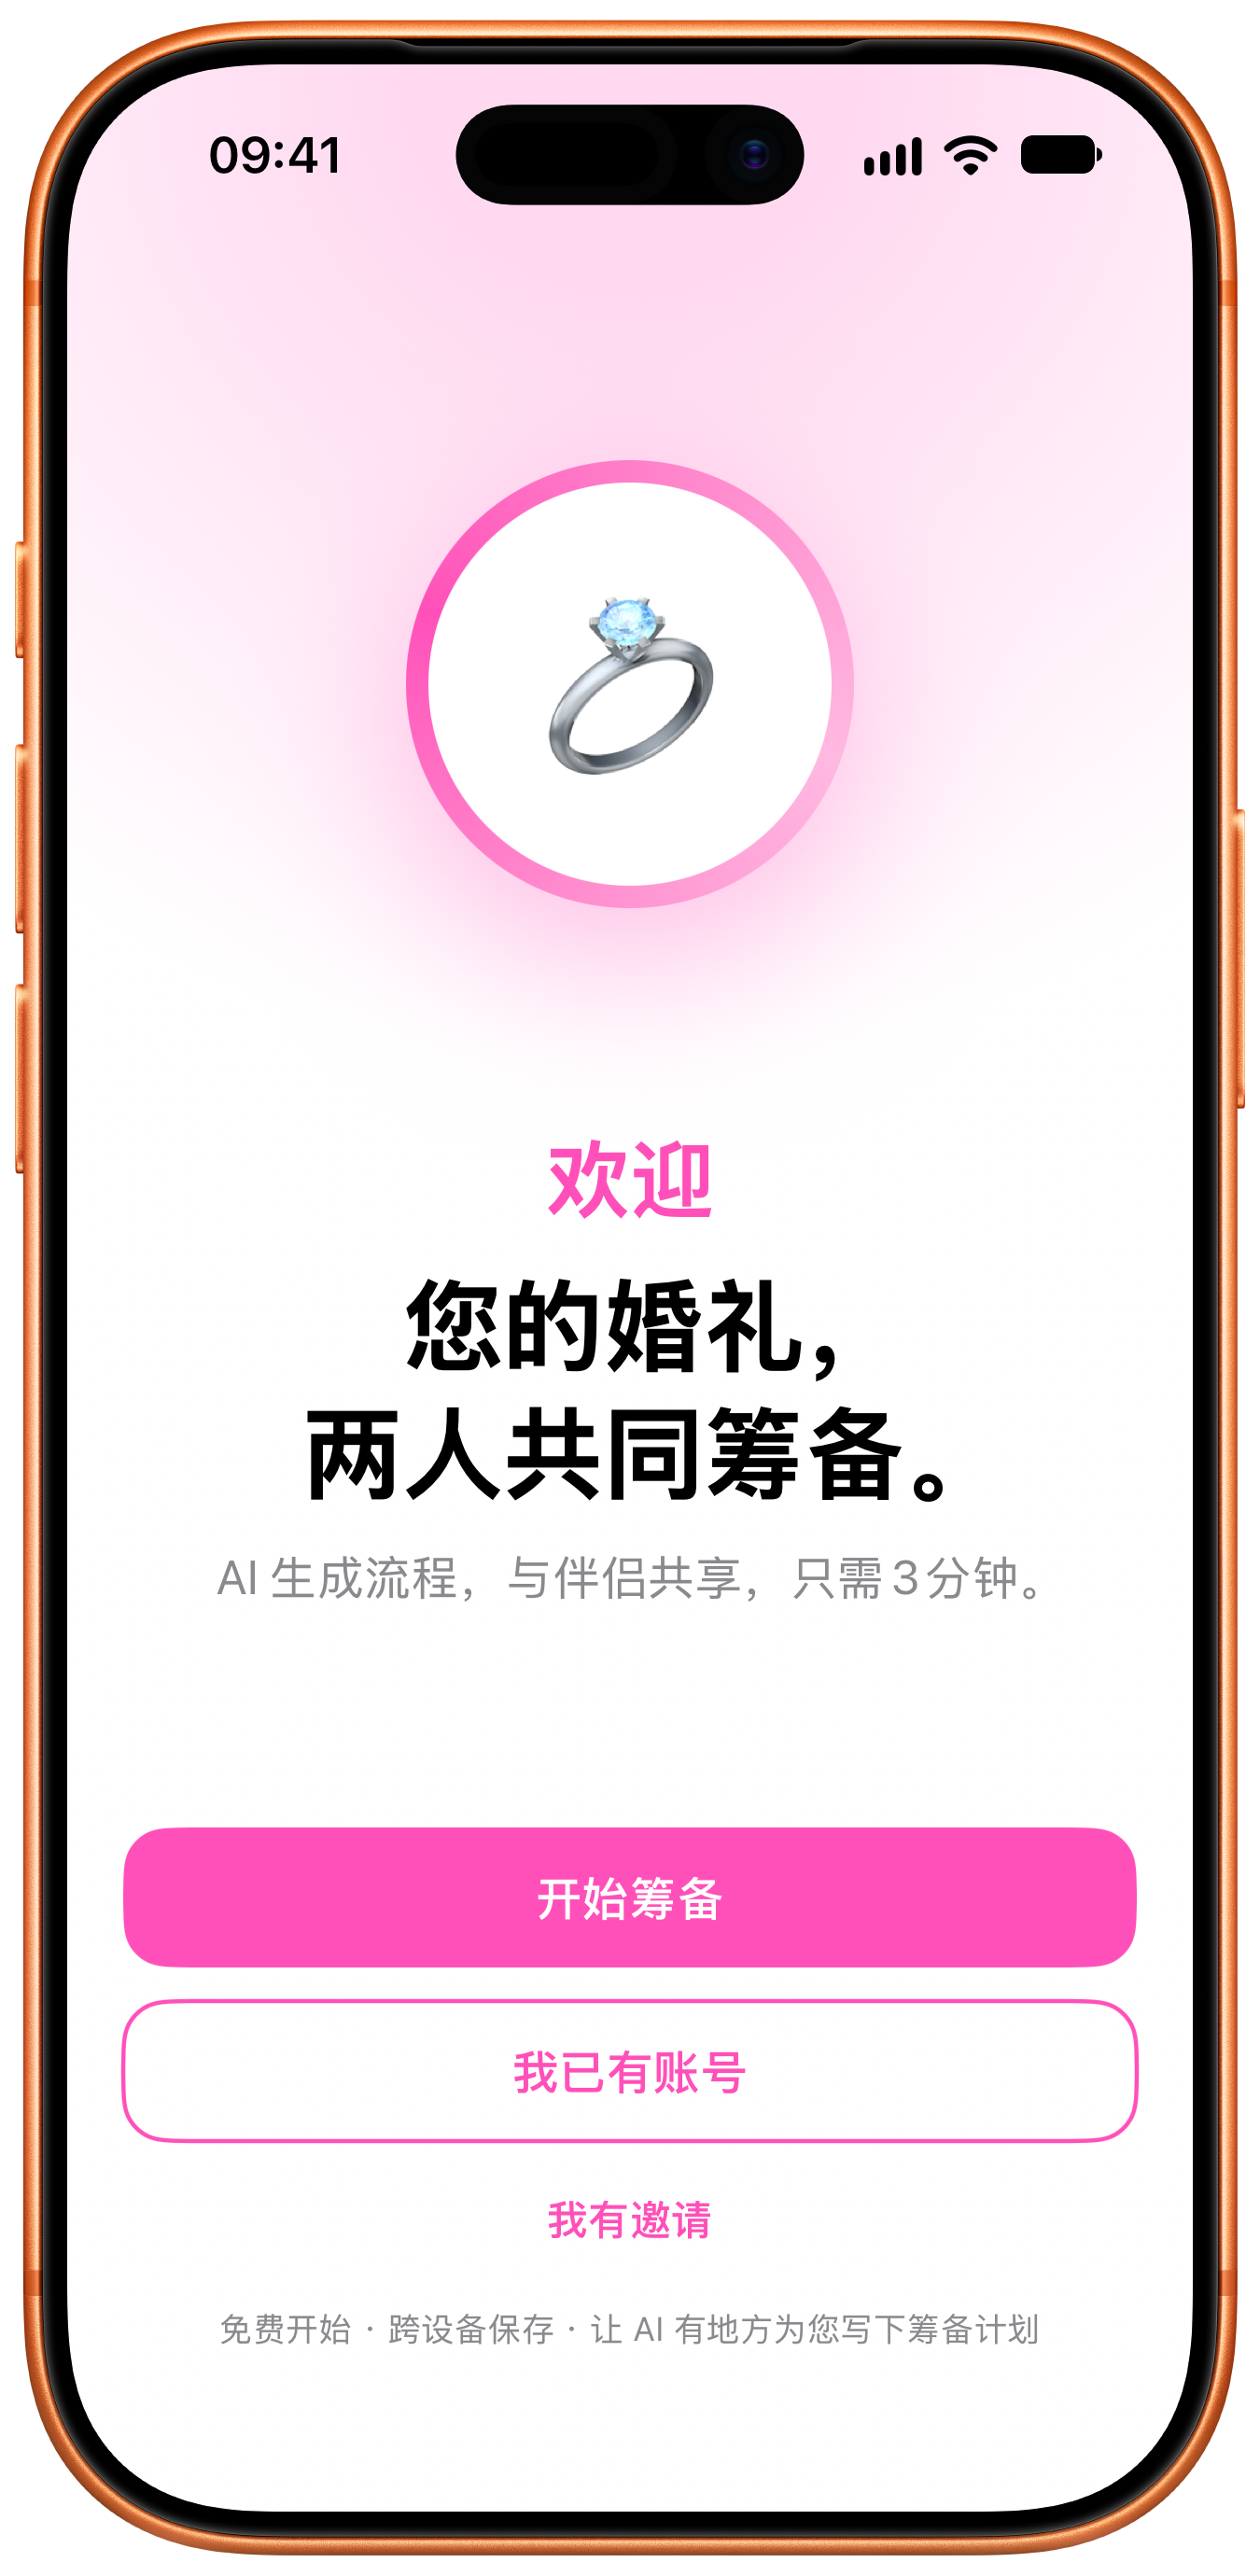 09:41
欢迎
您的婚礼，
两人共同筹备。
AI 生成流程，与伴侣共享，只需 3 分钟。
开始筹备
我已有账号
我有邀请
免费开始 · 跨设备保存 · 让 AI 有地方为您写下筹备计划